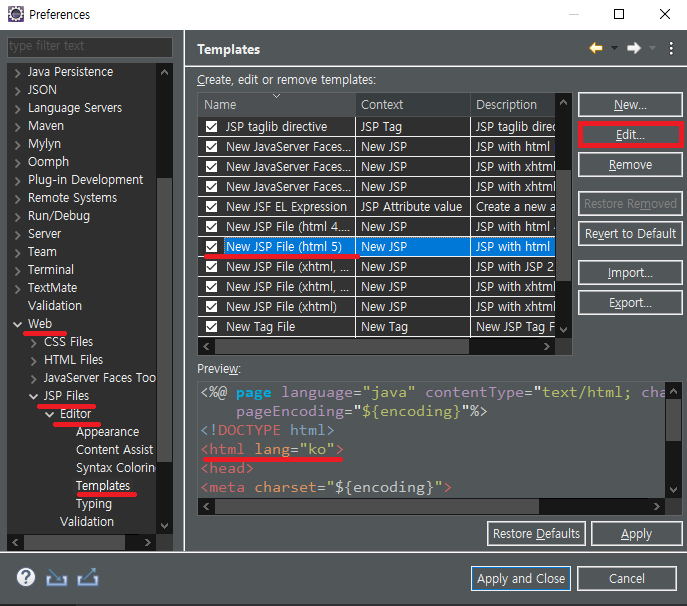 Preferences
type filter text
Java Persistence
JSON
Language Servers
Maven
Mylyn
Oomph
Plug-in Development
Remote Systems
Run/Debug
Server
Team
Terminal
TextMate
Validation
Web
CSS Files
HTML Files
JavaServer Faces Too
JSP Files
Editor
Appearance
Content Assist
Syntax Coloring
Templates
Typing
Validation
Templates
Create, edit or remove templates:
Name Context Description
JSP taglib directive JSP Tag JSP taglib direc
New JavaServer Faces... New JSP JSP with html
New JavaServer Faces... New JSP JSP with xhtm
New JavaServer Faces... New JSP JSP with xhtm
New JSF EL Expression JSP Attribute value Create a new a
New JSP File (html 4.... New JSP JSP with html
New JSP File (html 5) New JSP JSP with html
New JSP File (xhtml, ... New JSP JSP with JSP 2
New JSP File (xhtml, ... New JSP JSP with xhtm
New JSP File (xhtml) New JSP JSP with xhtm
New Tag File New Tag New JSP Tag F
New...
Edit...
Remove
Restore Removed
Revert to Default
Import...
Export...
Preview:
<%@ page language="java" contentType="text/html; cha
pageEncoding="${encoding}"%>
<!DOCTYPE html>
<html lang="ko">
<head>
<meta charset="${encoding}">
Restore Defaults
Apply
?
Apply and Close
Cancel